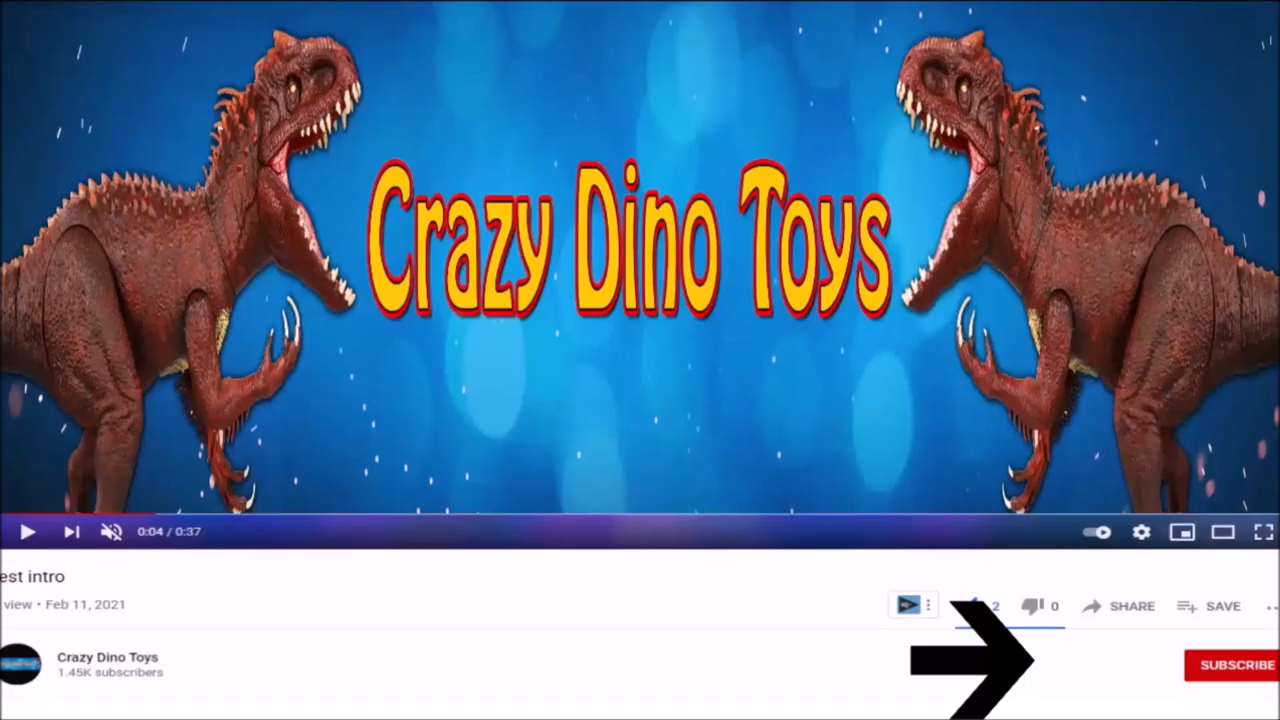 Crazy Dino Toys
0:04 / 0:37
est intro
view • Feb 11, 2021
2
0
SHARE
SAVE
Crazy Dino Toys
1.45K subscribers
SUBSCRIBE